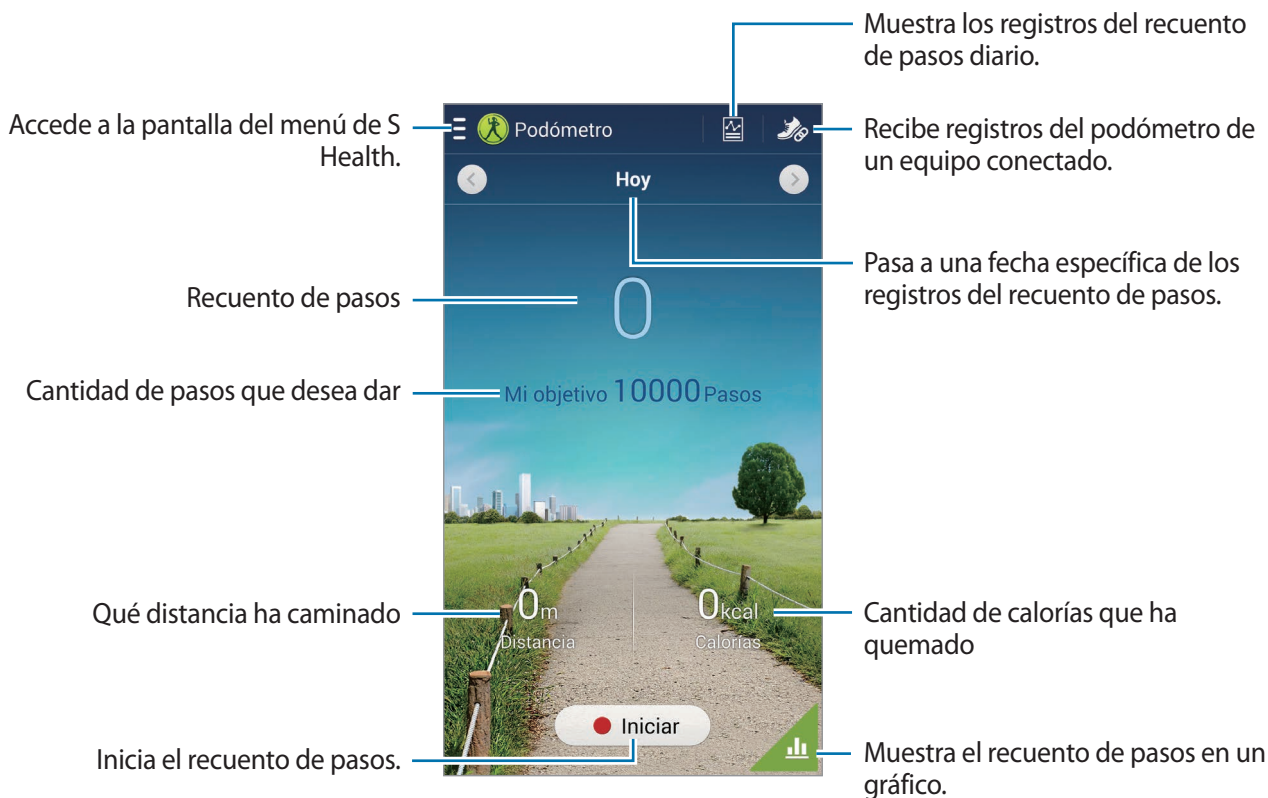 Muestra los registros del recuento
de pasos diario.
Accede a la pantalla del menú de S
Health.
Podómetro
Recibe registros del podómetro de
un equipo conectado.
Hoy
Pasa a una fecha específica de los
registros del recuento de pasos.
Recuento de pasos
0
Cantidad de pasos que desea dar
Mi objetivo 10000 Pasos
Qué distancia ha caminado
0m
Distancia
0kcal
Calorías
Cantidad de calorías que ha
quemado
Iniciar
Inicia el recuento de pasos.
Muestra el recuento de pasos en un
gráfico.